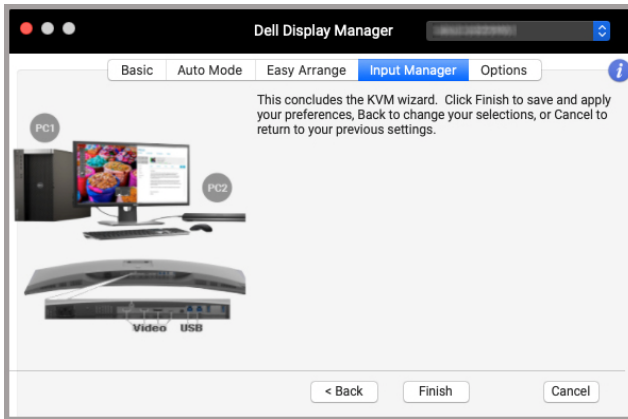 Dell Display Manager
Basic
Auto Mode
Easy Arrange
Input Manager
Options
i
This concludes the KVM wizard. Click Finish to save and apply
your preferences, Back to change your selections, or Cancel to
return to your previous settings.
PC1
PC2
Video
USB
< Back
Finish
Cancel